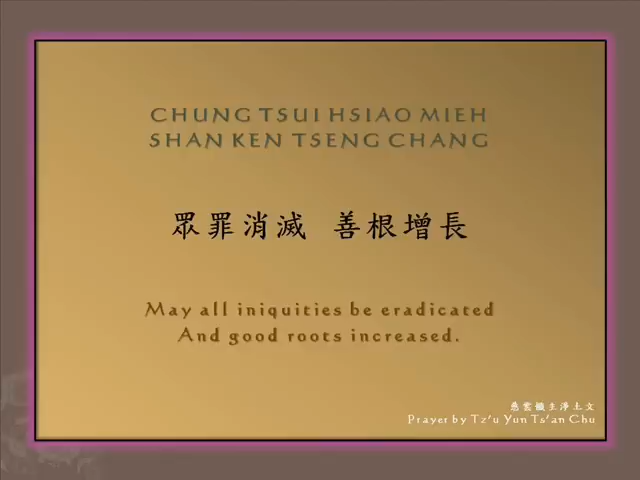 CHUNG TSUI HSIAO MIEH
SHAN KEN TSENG CHANG
眾罪消滅 善根增長
May all iniquities be eradicated
And good roots increased.
慈雲懺主淨土文
Prayer by Tz'u Yun Ts'an Chu